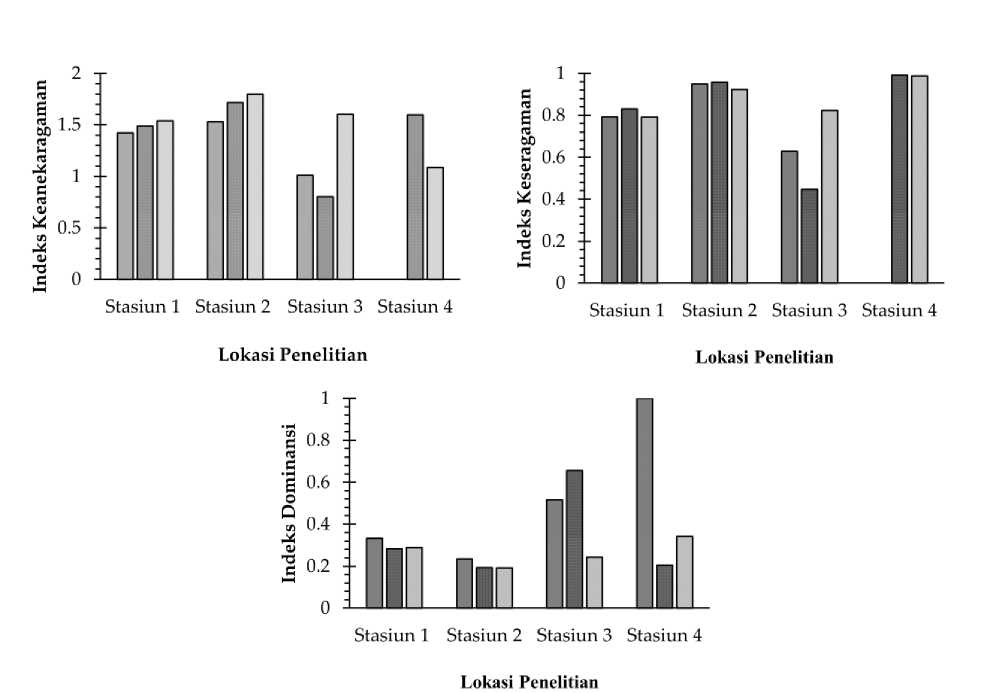 Indeks Keanekaragaman
2
1.5
1
0.5
0
Stasiun 1 Stasiun 2 Stasiun 3 Stasiun 4
Lokasi Penelitian
Indeks Keseragaman
1
0.8
0.6
0.4
0.2
0
Stasiun 1 Stasiun 2 Stasiun 3 Stasiun 4
Lokasi Penelitian
Indeks Dominansi
1
0.8
0.6
0.4
0.2
0
Stasiun 1 Stasiun 2 Stasiun 3 Stasiun 4
Lokasi Penelitian